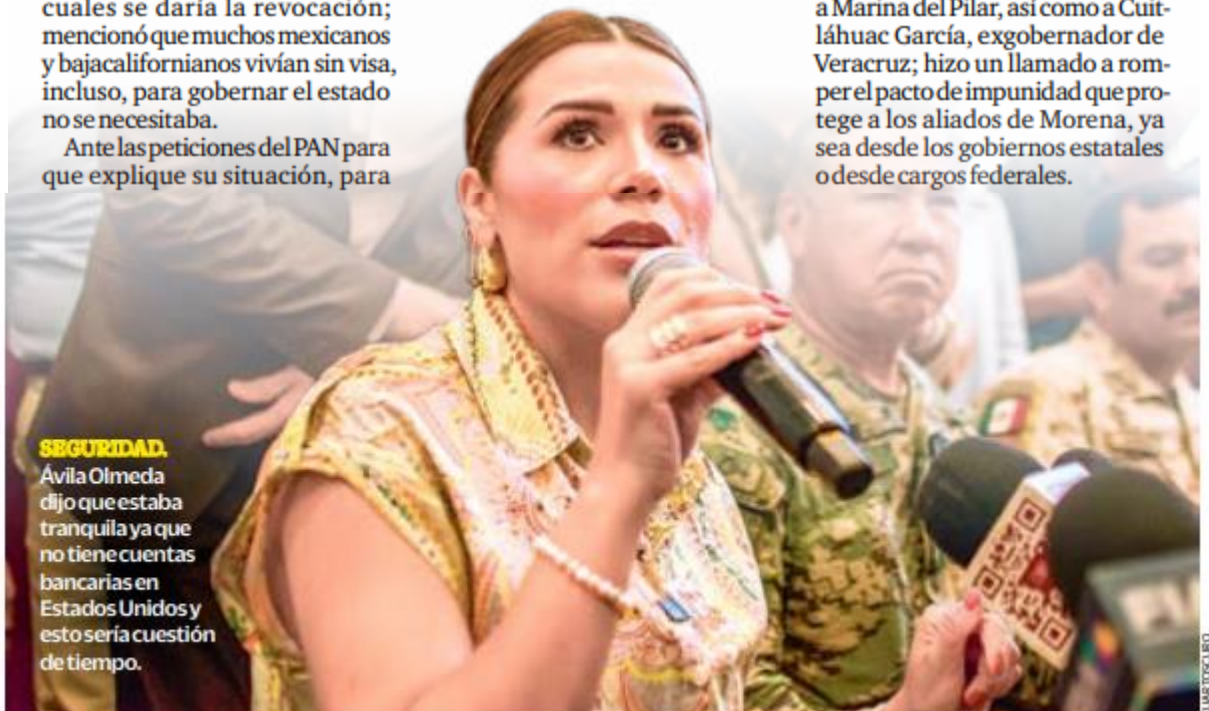 cuales se daría la revocación;
mencionó que muchos mexicanos
y bajacalifornianos vivían sin visa,
incluso, para gobernar el estado
no se necesitaba.
Ante las peticiones del PAN para
que explique su situación, para
a Marina del Pilar, así como a Cuit-
láhuac García, exgobernador de
Veracruz; hizo un llamado a rom-
per el pacto de impunidad que pro-
tege a los aliados de Morena, ya
sea desde los gobiernos estatales
o desde cargos federales.
SEGURIDAD.
Ávila Olmeda
dijo que estaba
tranquila ya que
no tiene cuentas
bancarias en
Estados Unidos y
esto sería cuestión
de tiempo.